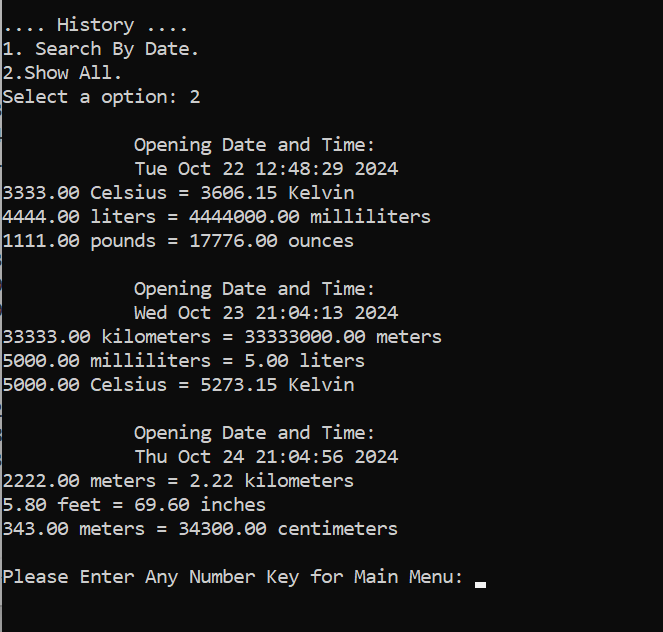 .... History ....
1. Search By Date.
2.Show All.
Select a option: 2
Opening Date and Time:
Tue Oct 22 12:48:29 2024
3333.00 Celsius = 3606.15 Kelvin
4444.00 liters = 4444000.00 milliliters
1111.00 pounds = 17776.00 ounces
Opening Date and Time:
Wed Oct 23 21:04:13 2024
33333.00 kilometers = 33333000.00 meters
5000.00 milliliters = 5.00 liters
5000.00 Celsius = 5273.15 Kelvin
Opening Date and Time:
Thu Oct 24 21:04:56 2024
2222.00 meters = 2.22 kilometers
5.80 feet = 69.60 inches
343.00 meters = 34300.00 centimeters
Please Enter Any Number Key for Main Menu: